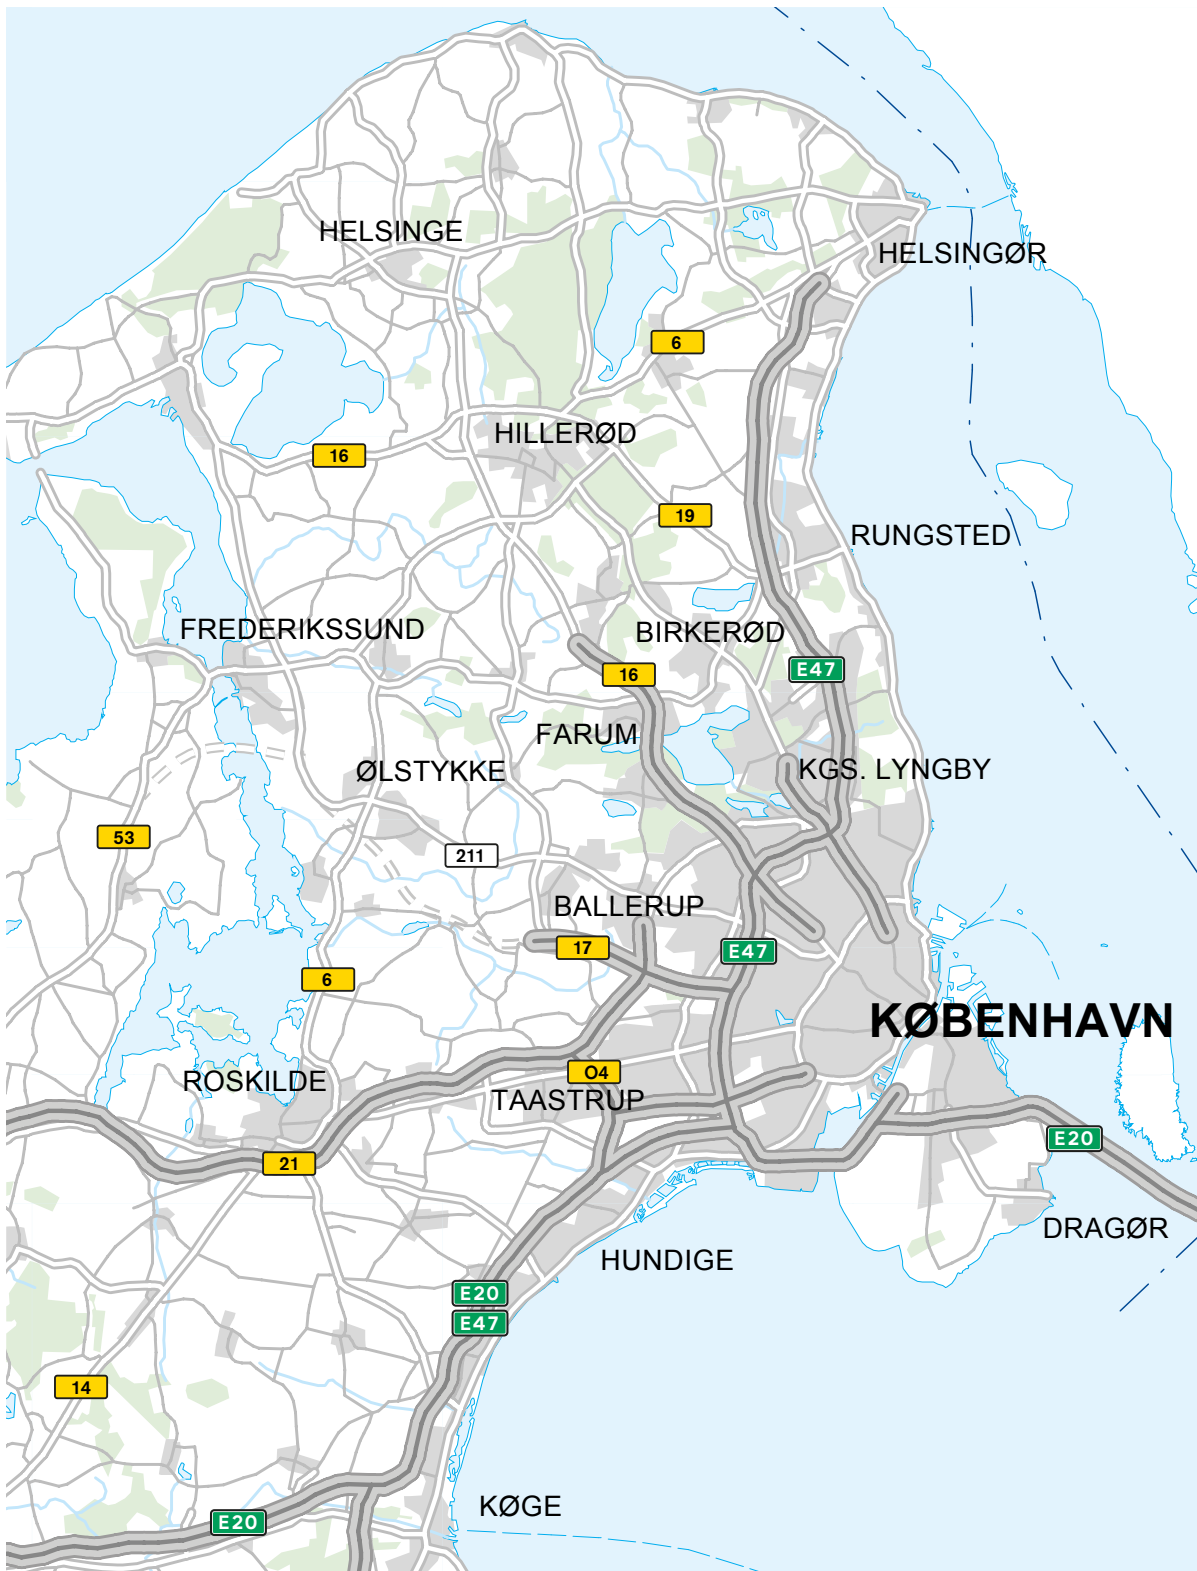 HELSINGE
HELSINGØR
6
HILLERØD
16
19
RUNGSTED
FREDERIKSSUND
BIRKERØD
16
E47
FARUM
ØLSTYKKE
KGS. LYNGBY
53
211
BALLERUP
17
E47
6
KØBENHAVN
O4
ROSKILDE
TAASTRUP
E20
21
DRAGØR
HUNDIGE
E20
E47
14
KØGE
E20